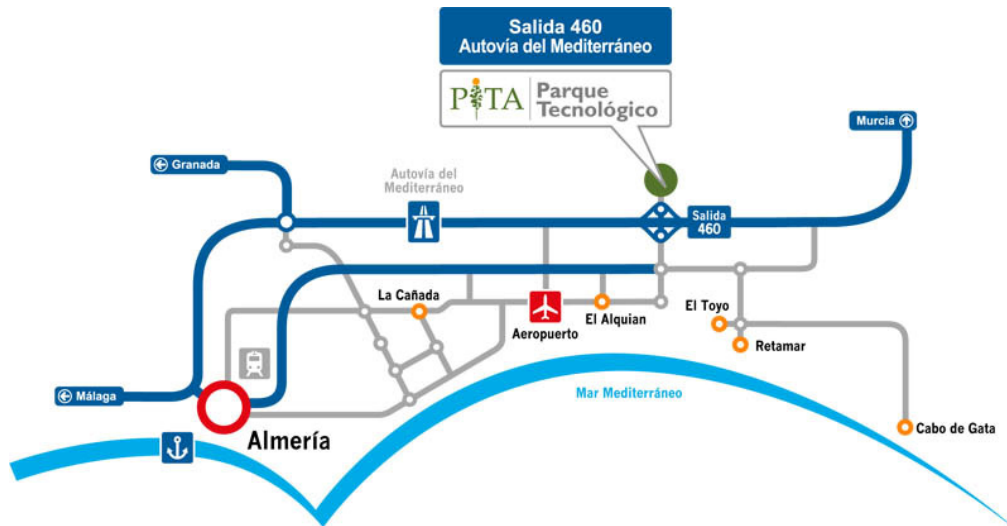 Salida 460
Autovía del Mediterráneo
PITA
Parque
Tecnológico
Murcia
Granada
Autovía del
Mediterráneo
Salida
460
La Cañada
Aeropuerto
El Alquian
El Toyo
Retamar
Málaga
Almería
Mar Mediterráneo
Cabo de Gata